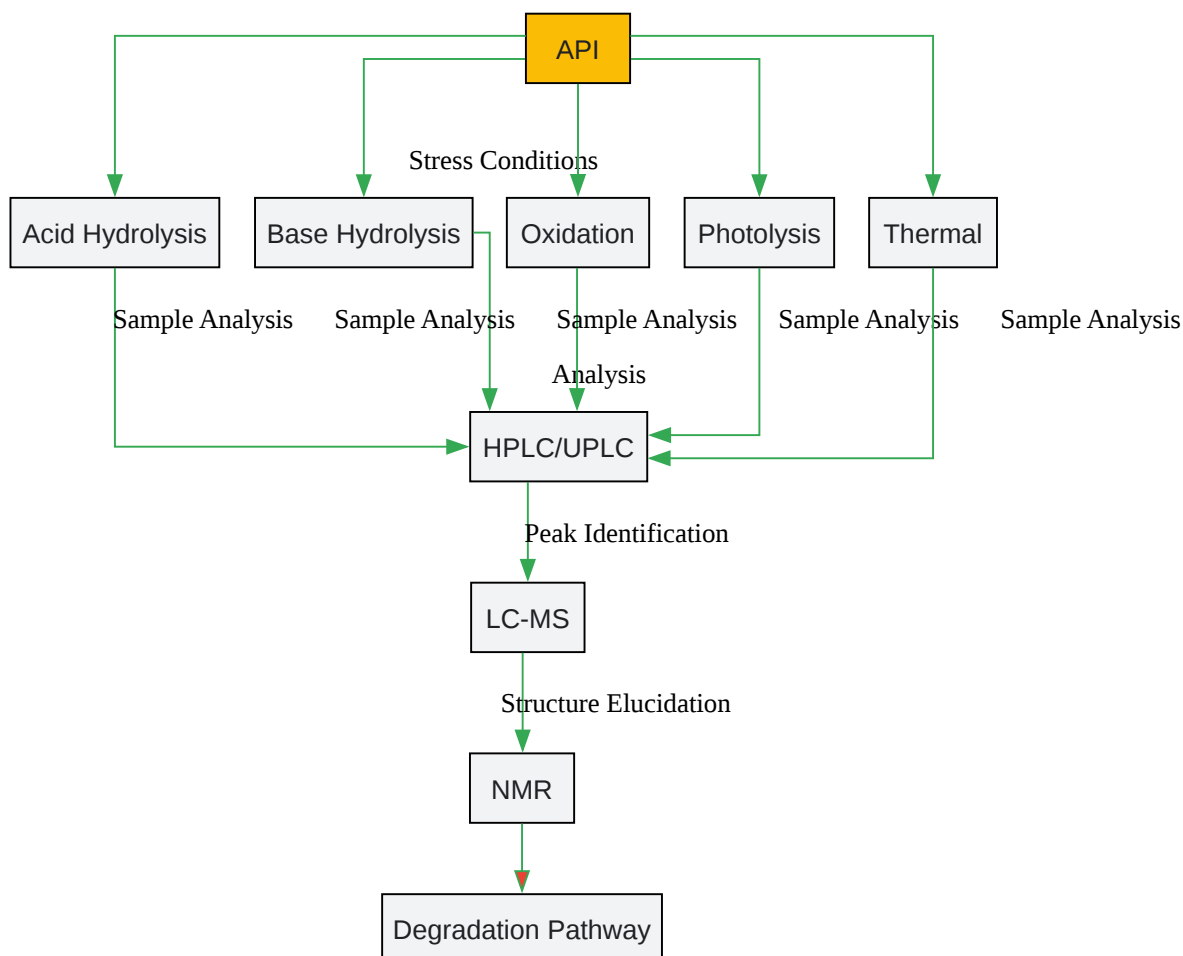 API
Stress Conditions
Acid Hydrolysis
Base Hydrolysis
Oxidation
Photolysis
Thermal
Sample Analysis
Sample Analysis
Sample Analysis
Sample Analysis
Sample Analysis
Analysis
HPLC/UPLC
Peak Identification
LC-MS
Structure Elucidation
NMR
Degradation Pathway